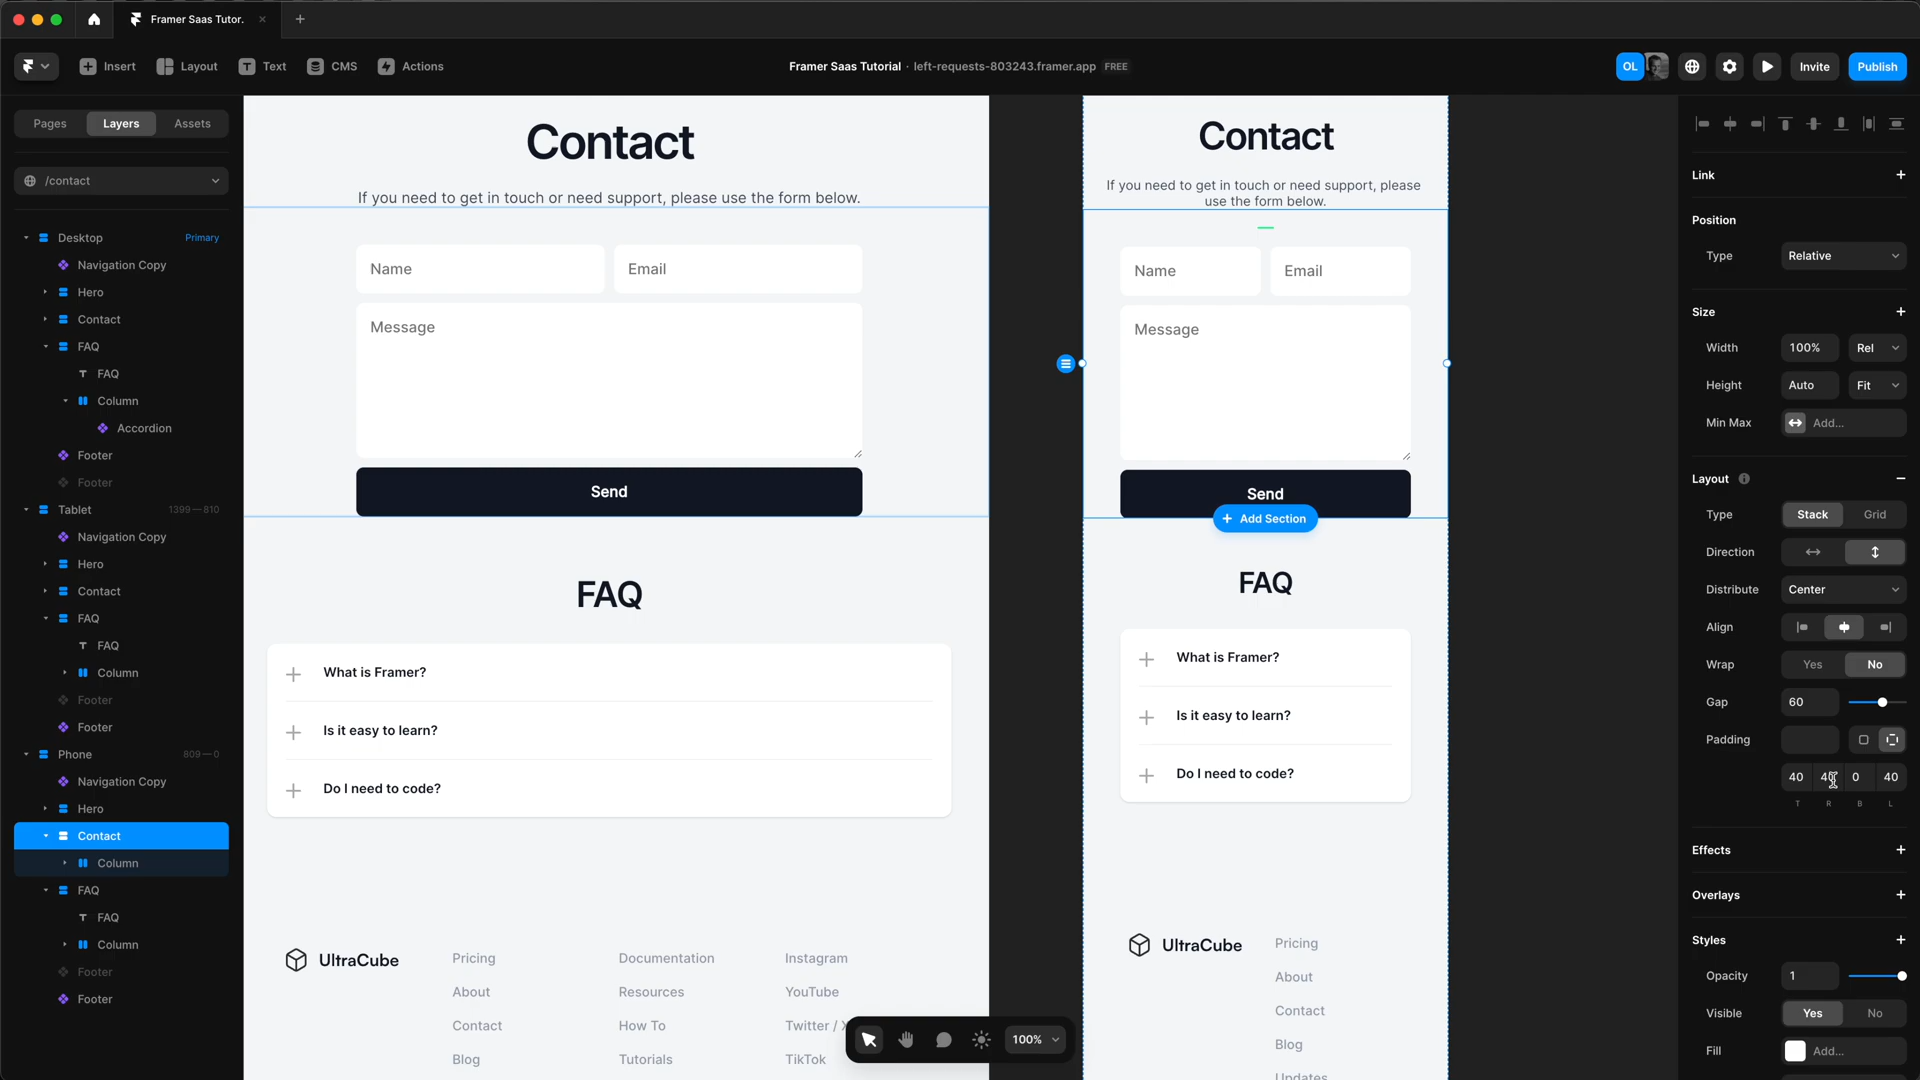 Framer Saas Tutor.
Insert
Layout
Text
CMS
Actions
Framer Saas Tutorial · left-requests-803243.framer.app FREE
OL
Invite
Publish
Pages
Layers
Assets
/contact
Desktop
Primary
Navigation Copy
Hero
Contact
FAQ
FAQ
Column
Accordion
Footer
Footer
Tablet
1399—810
Navigation Copy
Hero
Contact
FAQ
FAQ
Column
Footer
Footer
Phone
809—0
Navigation Copy
Hero
Contact
Column
FAQ
FAQ
Column
Footer
Footer
Contact
If you need to get in touch or need support, please use the form below.
Name
Email
Message
Send
FAQ
What is Framer?
Is it easy to learn?
Do I need to code?
UltraCube
Pricing
About
Contact
Blog
Documentation
Resources
How To
Tutorials
Instagram
YouTube
Twitter / X
TikTok
100%
Contact
If you need to get in touch or need support, please
use the form below.
Name
Email
Message
Send
Add Section
FAQ
What is Framer?
Is it easy to learn?
Do I need to code?
UltraCube
Pricing
About
Contact
Blog
Updates
Link
Position
Type
Relative
Size
Width
100%
Rel
Height
Auto
Fit
Min Max
Add...
Layout
Type
Stack
Grid
Direction
Distribute
Center
Align
Wrap
Yes
No
Gap
60
Padding
40
40
0
40
T
R
B
L
Effects
Overlays
Styles
Opacity
1
Visible
Yes
No
Fill
Add...